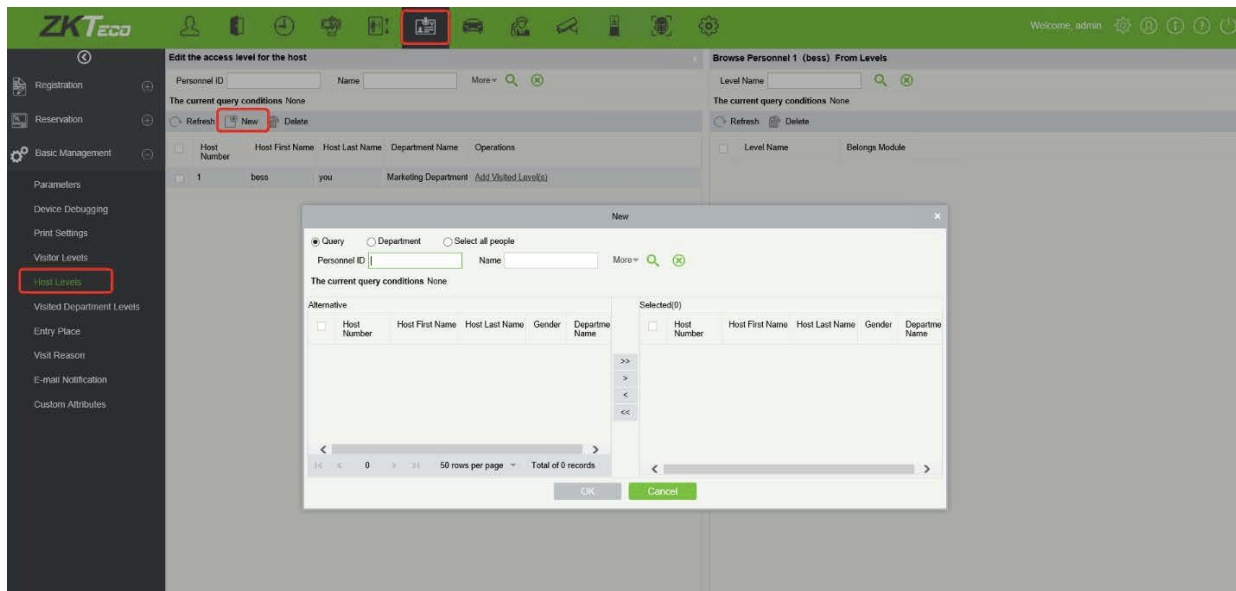 ZKTeco
Welcome, admin
Registration
Reservation
Basic Management
Parameters
Device Debugging
Print Settings
Visitor Levels
Host Levels
Visited Department Levels
Entry Place
Visit Reason
E-mail Notification
Custom Attributes
Edit the access level for the host
Personnel ID Name More
The current query conditions None
Refresh New Delete
Host Number Host First Name Host Last Name Department Name Operations
1 bess you Marketing Department Add Visited Level(s)
Browse Personnel 1 (bess) From Levels
Level Name
The current query conditions None
Refresh Delete
Level Name Belongs Module
New
Query Department Select all people
Personnel ID Name More
The current query conditions None
Alternative
Host Number Host First Name Host Last Name Gender Departme Name
>>
>
<
<<
0 50 rows per page Total of 0 records
Selected(0)
Host Number Host First Name Host Last Name Gender Departme Name
OK Cancel